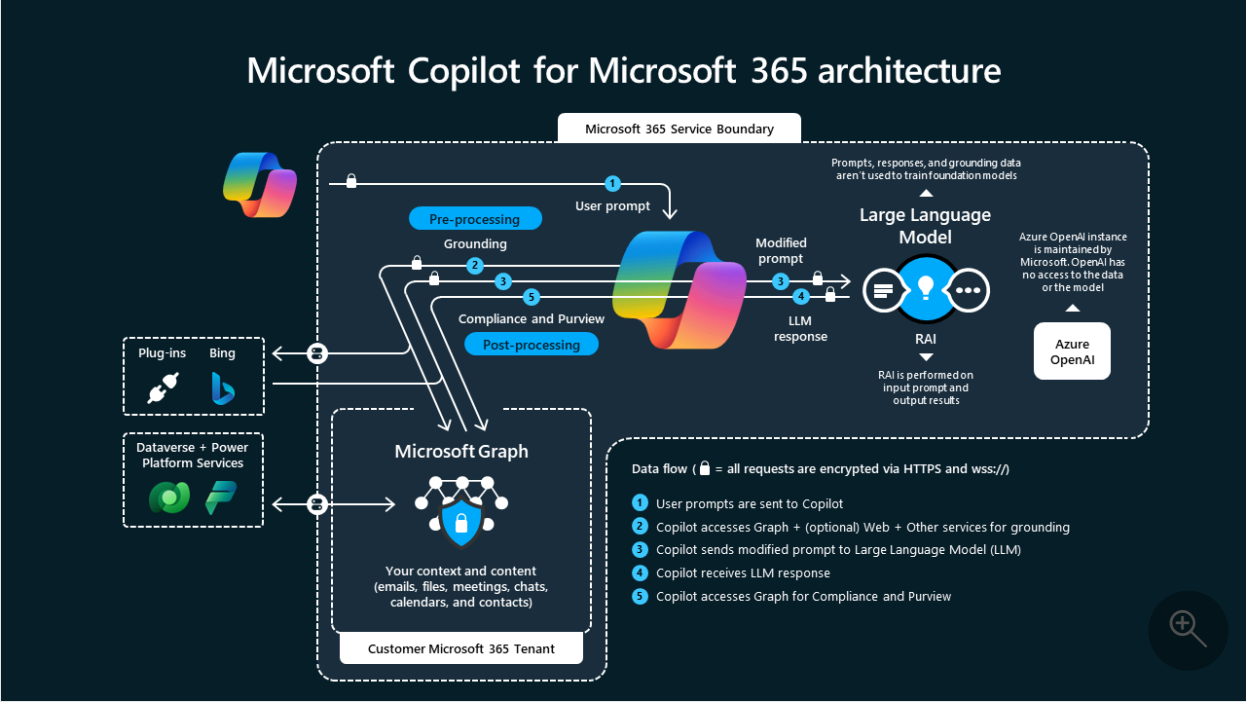 Microsoft Copilot for Microsoft 365 architecture
Microsoft 365 Service Boundary
Prompts, responses, and grounding data
aren't used to train foundation models
1
User prompt
Pre-processing
Grounding
2
3
5
Compliance and Purview
Post-processing
Modified
prompt
3
4
LLM
response
Large Language
Model
RAI
RAI is performed on
input prompt and
output results
Azure OpenAI instance
is maintained by
Microsoft. OpenAI has
no access to the data
or the model
Azure
OpenAI
Plug-ins
Bing
Dataverse + Power
Platform Services
Microsoft Graph
Your context and content
(emails, files, meetings, chats,
calendars, and contacts)
Customer Microsoft 365 Tenant
Data flow ( = all requests are encrypted via HTTPS and wss://)
1 User prompts are sent to Copilot
2 Copilot accesses Graph + (optional) Web + Other services for grounding
3 Copilot sends modified prompt to Large Language Model (LLM)
4 Copilot receives LLM response
5 Copilot accesses Graph for Compliance and Purview